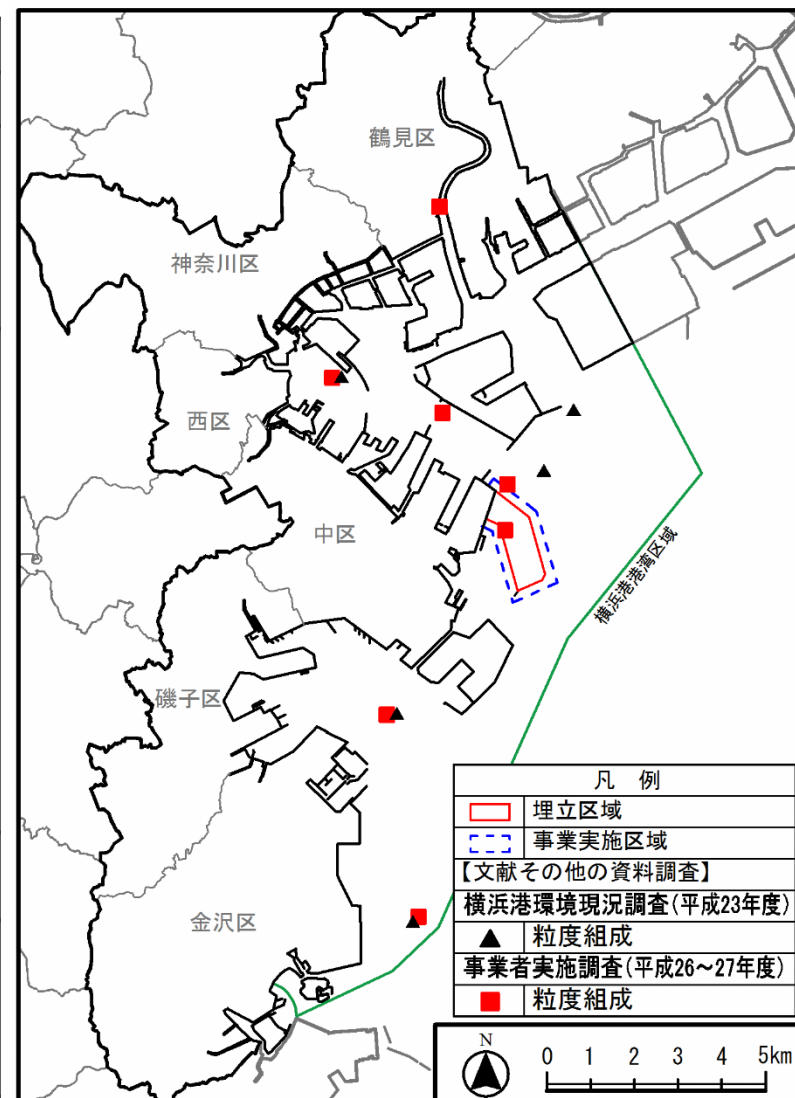 鶴見区
神奈川区
西区
中区
横浜港港湾区域
磯子区
金沢区
凡 例
埋立区域
事業実施区域
【文献その他の資料調査】
横浜港環境現況調査(平成23年度)
粒度組成
事業者実施調査(平成26～27年度)
粒度組成
N
0 1 2 3 4 5km